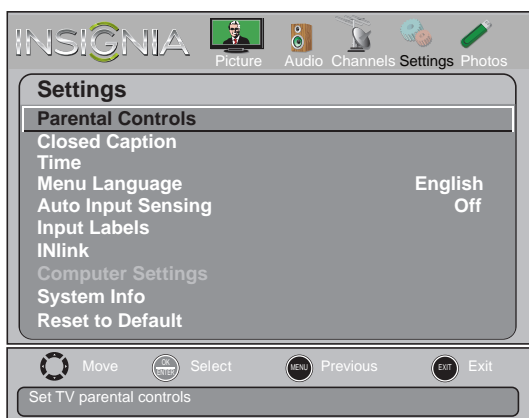 INSIGNIA
Picture Audio Channels Settings Photos
Settings
Parental Controls
Closed Caption
Time
Menu Language English
Auto Input Sensing Off
Input Labels
INlink
Computer Settings
System Info
Reset to Default
Move OK ENTER Select MENU Previous EXIT Exit
Set TV parental controls